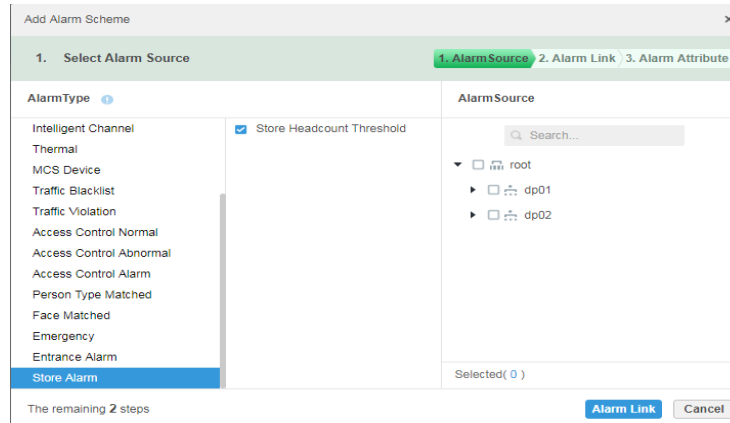 Add Alarm Scheme ×
1. Select Alarm Source
1. AlarmSource 2. Alarm Link 3. Alarm Attribute
AlarmType
Intelligent Channel
Thermal
MCS Device
Traffic Blacklist
Traffic Violation
Access Control Normal
Access Control Abnormal
Access Control Alarm
Person Type Matched
Face Matched
Emergency
Entrance Alarm
Store Alarm
Store Headcount Threshold
AlarmSource
Search...
root
dp01
dp02
Selected( 0 )
The remaining 2 steps
Alarm Link
Cancel